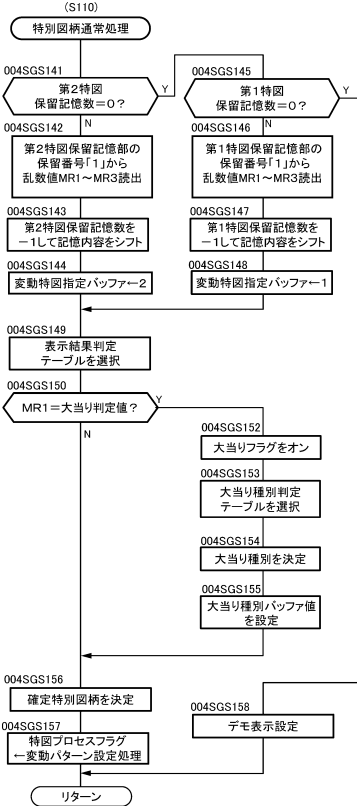 (S110)
特別図柄通常処理
004SGS141
第2特図
保留記憶数=0?
Y
N
004SGS142
第2特図保留記憶部の
保留番号「1」から
乱数値MR1～MR3読出
004SGS143
第2特図保留記憶数を
-1して記憶内容をシフト
004SGS144
変動特図指定バッファ←2
004SGS145
第1特図
保留記憶数=0?
Y
N
004SGS146
第1特図保留記憶部の
保留番号「1」から
乱数値MR1～MR3読出
004SGS147
第1特図保留記憶数を
-1して記憶内容をシフト
004SGS148
変動特図指定バッファ←1
004SGS149
表示結果判定
テーブルを選択
004SGS150
MR1=大当り判定値?
Y
N
004SGS152
大当りフラグをオン
004SGS153
大当り種別判定
テーブルを選択
004SGS154
大当り種別を決定
004SGS155
大当り種別バッファ値
を設定
004SGS156
確定特別図柄を決定
004SGS157
特図プロセスフラグ
←変動パターン設定処理
004SGS158
デモ表示設定
リターン